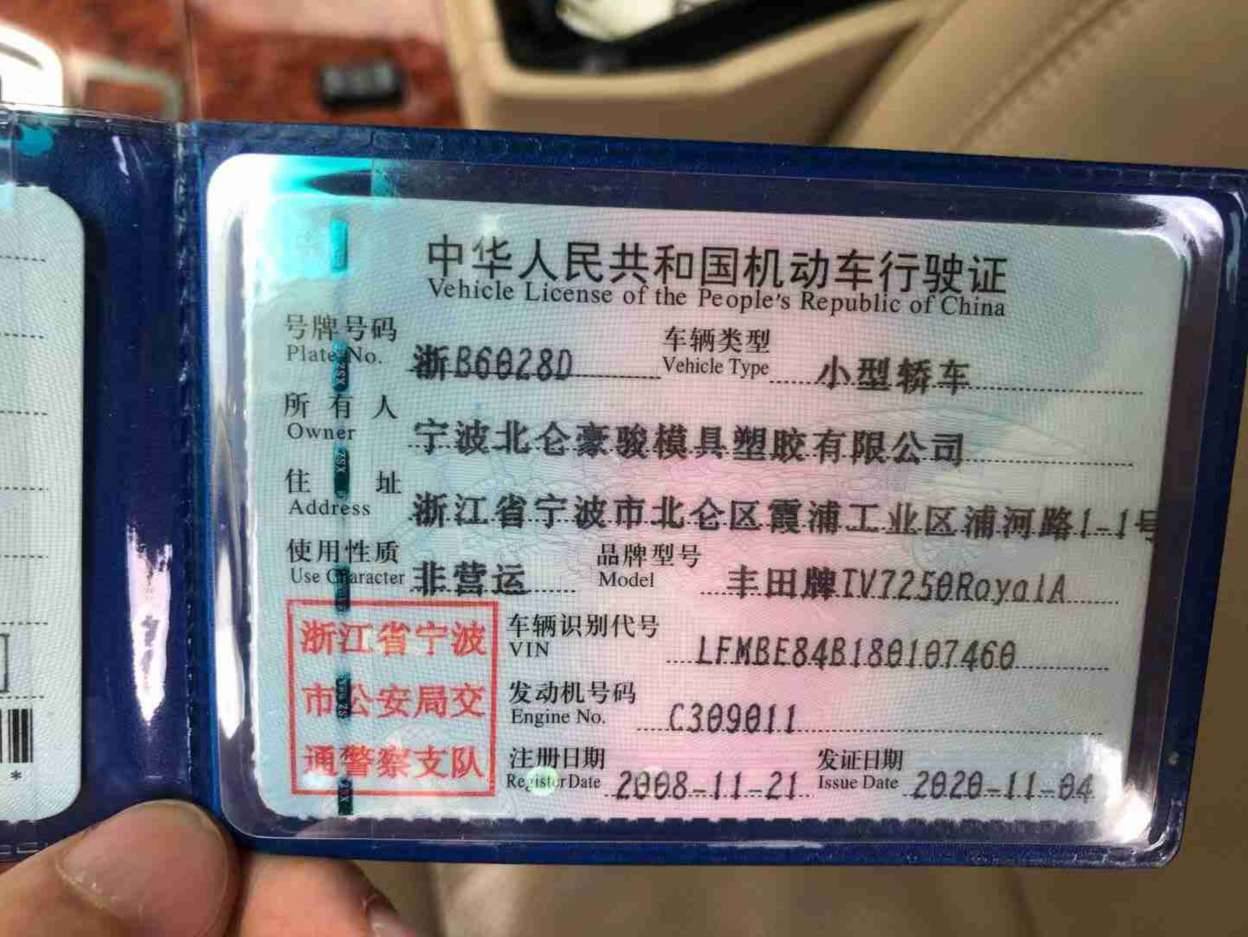 中华人民共和国机动车行驶证
Vehicle License of the People's Republic of China
号牌号码 浙B6028D 车辆类型 小型轿车
Plate No. Vehicle Type
所有人 宁波北仑豪骏模具塑胶有限公司
Owner
住址 浙江省宁波市北仑区霞浦工业区浦河路1-1号
Address
使用性质 非营运 品牌型号 丰田牌TV7250RoyalA
Use Character Model
浙江省宁波
市公安局交
通警察支队
车辆识别代号 LFMBE84B180107460
VIN
发动机号码 C309011
Engine No.
注册日期 2008-11-21 发证日期 2020-11-04
Register Date Issue Date